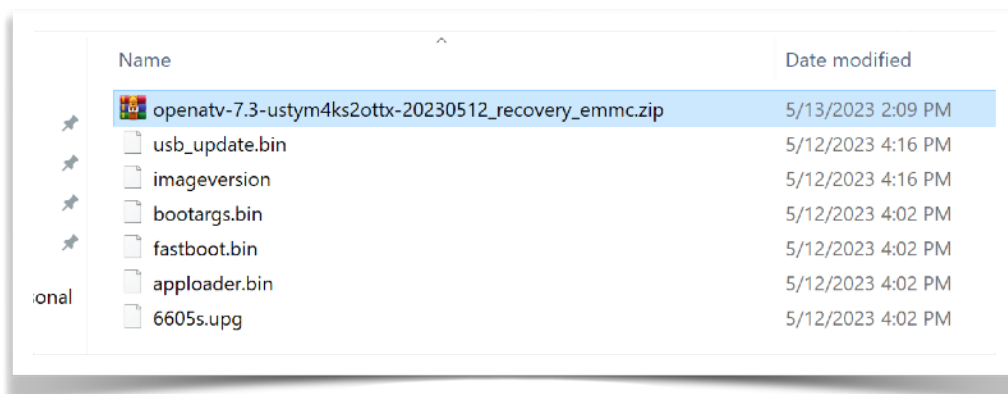 Name Date modified
openatv-7.3-ustym4ks2ottx-20230512_recovery_emmc.zip 5/13/2023 2:09 PM
usb_update.bin 5/12/2023 4:16 PM
imageversion 5/12/2023 4:16 PM
bootargs.bin 5/12/2023 4:02 PM
fastboot.bin 5/12/2023 4:02 PM
apploader.bin 5/12/2023 4:02 PM
sonal
6605s.upg 5/12/2023 4:02 PM